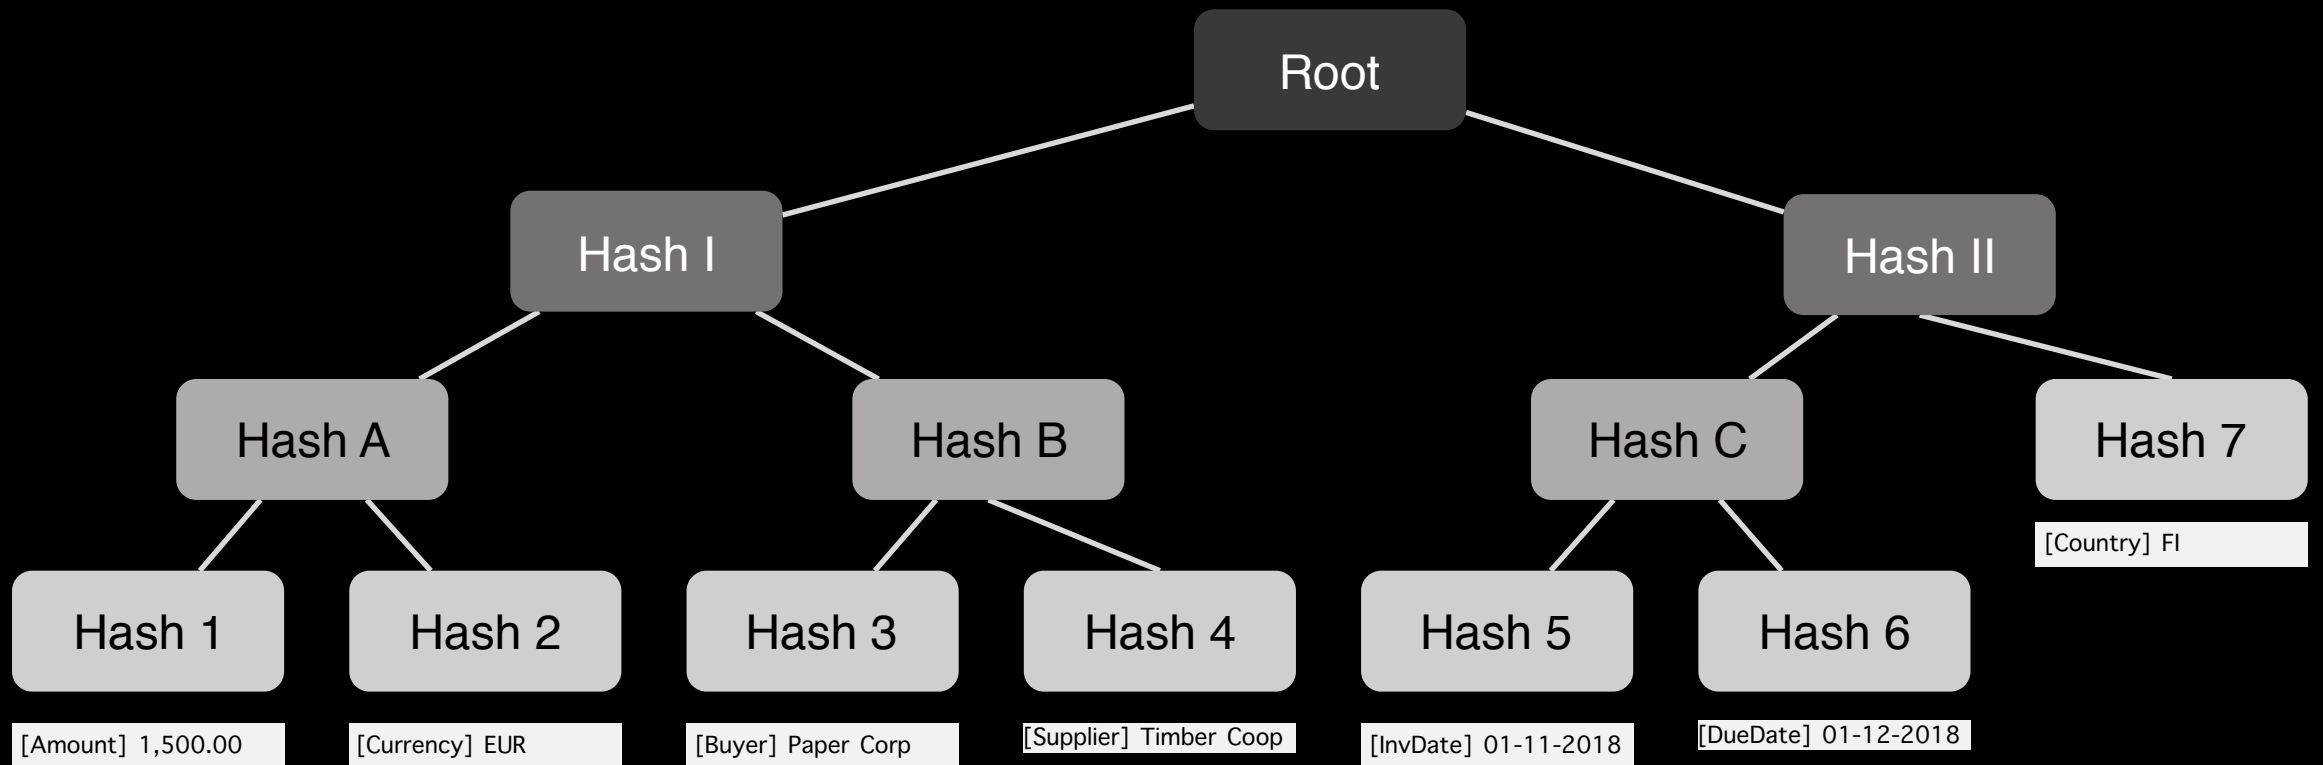 Root
Hash I
Hash II
Hash A
Hash B
Hash C
Hash 7
[Country] FI
Hash 1
Hash 2
Hash 3
Hash 4
Hash 5
Hash 6
[Amount] 1,500.00
[Currency] EUR
[Buyer] Paper Corp
[Supplier] Timber Coop
[InvDate] 01-11-2018
[DueDate] 01-12-2018